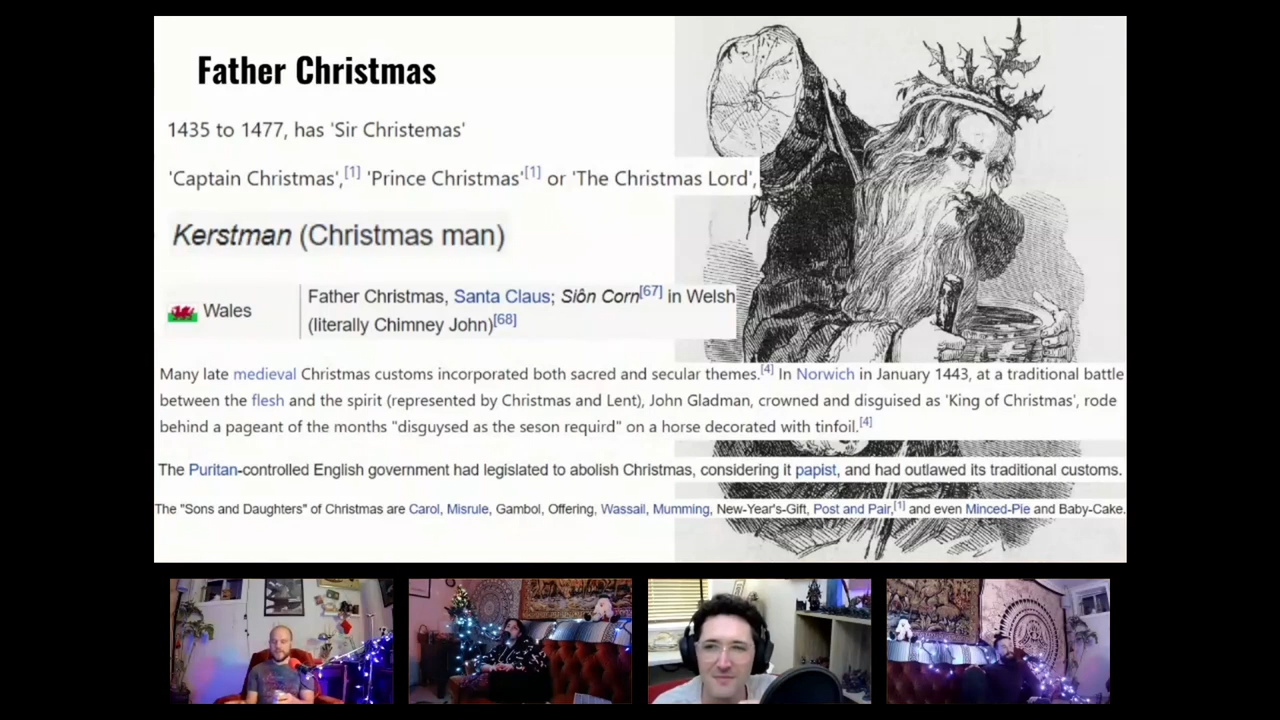 Father Christmas
1435 to 1477, has 'Sir Christemas'
'Captain Christmas',[1] 'Prince Christmas'[1] or 'The Christmas Lord',
Kerstman (Christmas man)
Wales
Father Christmas, Santa Claus; Siôn Corn[67] in Welsh
(literally Chimney John)[68]
Many late medieval Christmas customs incorporated both sacred and secular themes.[4] In Norwich in January 1443, at a traditional battle
between the flesh and the spirit (represented by Christmas and Lent), John Gladman, crowned and disguised as 'King of Christmas', rode
behind a pageant of the months "disguysed as the seson requird" on a horse decorated with tinfoil.[4]
The Puritan-controlled English government had legislated to abolish Christmas, considering it papist, and had outlawed its traditional customs.
The "Sons and Daughters" of Christmas are Carol, Misrule, Gambol, Offering, Wassail, Mumming, New-Year's-Gift, Post and Pair,[1] and even Minced-Pie and Baby-Cake.